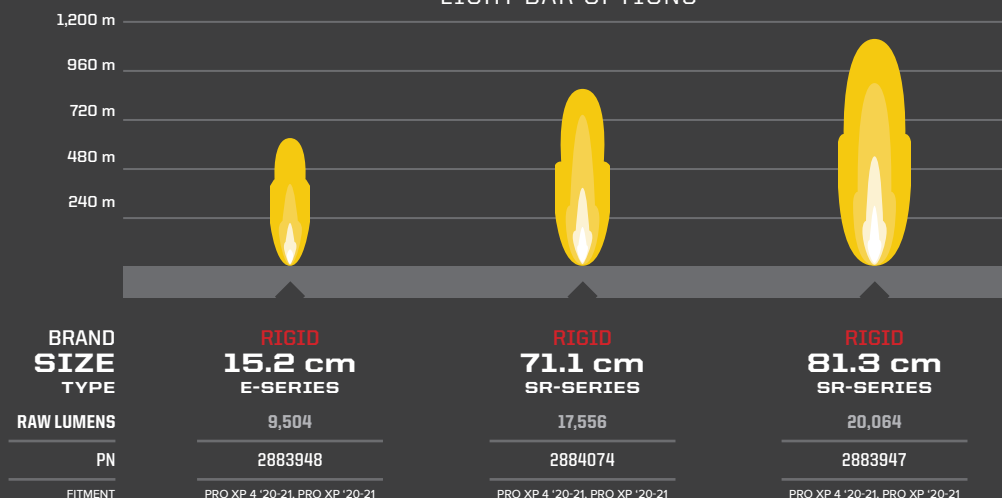 LIGHT BAR OPTIONS
1,200 m
960 m
720 m
480 m
240 m
BRAND RIGID RIGID RIGID
SIZE 15.2 cm 71.1 cm 81.3 cm
TYPE E-SERIES SR-SERIES SR-SERIES
RAW LUMENS 9,504 17,556 20,064
PN 2883948 2884074 2883947
FITMENT PRO XP 4 '20-21, PRO XP '20-21 PRO XP 4 '20-21, PRO XP '20-21 PRO XP 4 '20-21, PRO XP '20-21